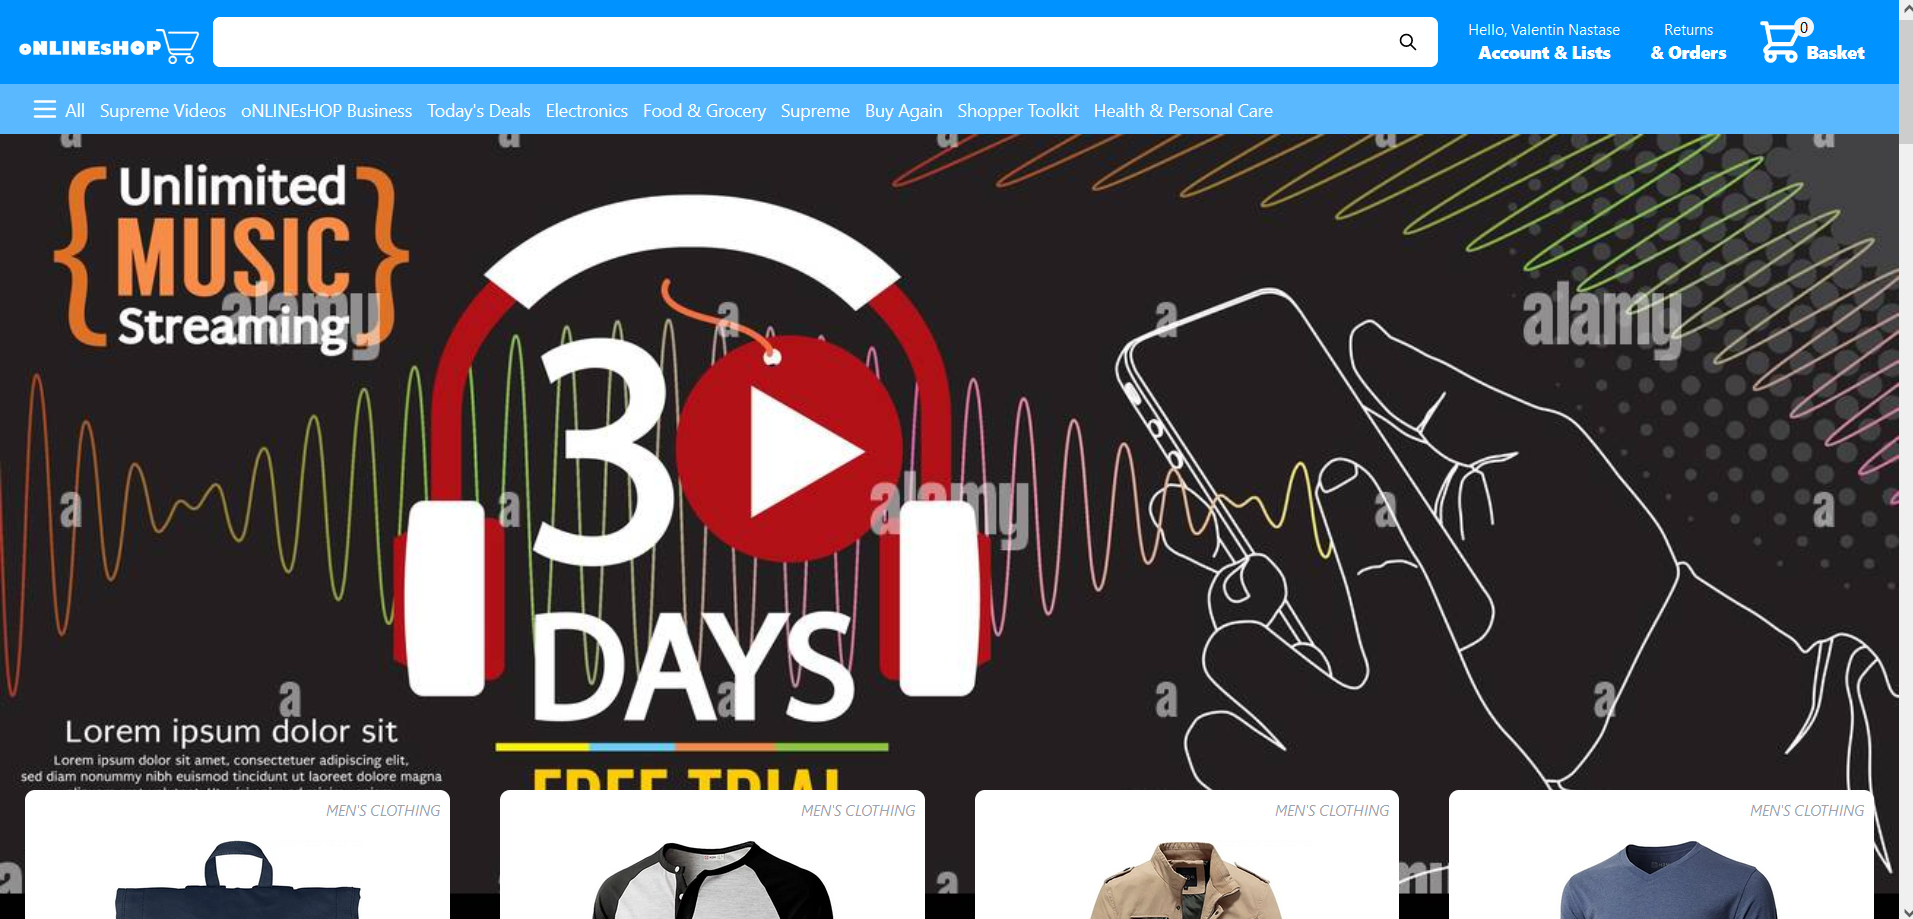 oNLINEsHOP
Hello, Valentin Nastase
Account & Lists
Returns
& Orders
0
Basket
All Supreme Videos oNLINEsHOP Business Today's Deals Electronics Food & Grocery Supreme Buy Again Shopper Toolkit Health & Personal Care
Unlimited
MUSIC
Streaming
30
DAYS
FREE TRIAL
Lorem ipsum dolor sit
Lorem ipsum dolor sit amet, consectetuer adipiscing elit,
sed diam nonummy nibh euismod tincidunt ut laoreet dolore magna
alamy
alamy
alamy
MEN'S CLOTHING
MEN'S CLOTHING
MEN'S CLOTHING
MEN'S CLOTHING